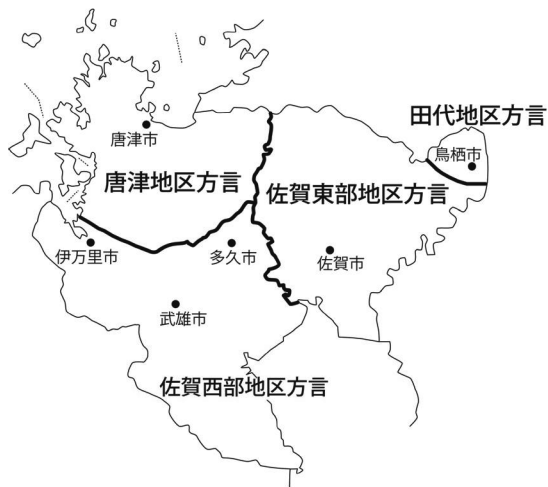 田代地区方言
唐津市
鳥栖市
唐津地区方言
佐賀東部地区方言
伊万里市
多久市
佐賀市
武雄市
佐賀西部地区方言